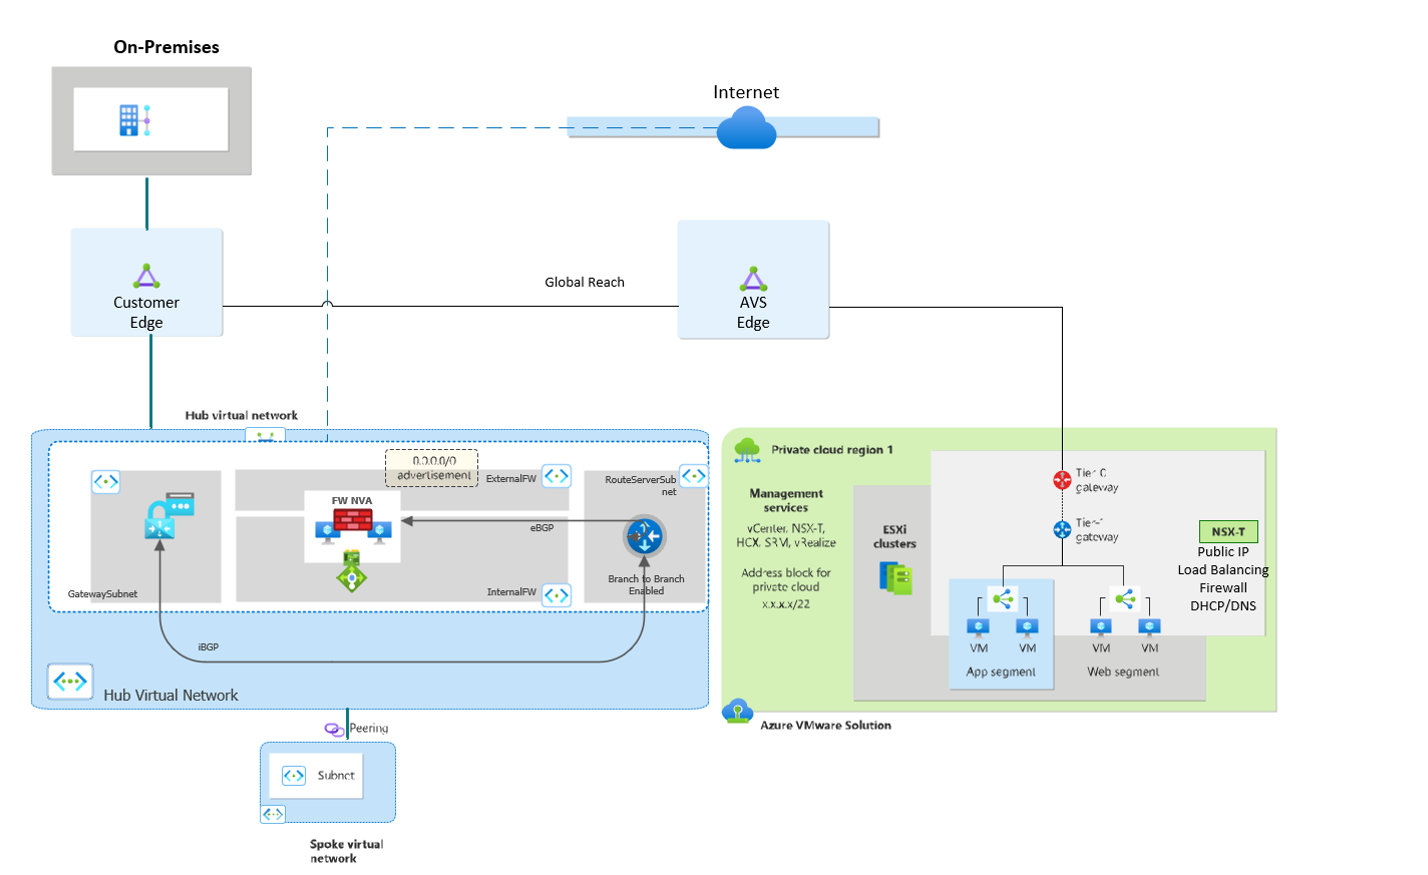 On-Premises
Internet
Customer
Edge
Global Reach
AVS
Edge
Hub virtual network
0.0.0.0/0
advertisement
ExternalFW
RouteServerSub
net
FW NVA
eBGP
GatewaySubnet
InternalFW
Branch to Branch
Enabled
iBGP
Hub Virtual Network
Peering
Subnet
Spoke virtual
network
Private cloud region 1
Management
services
vCenter, NSX-T,
HCX, SRM, vRealize
Address block for
private cloud
x.x.x.x/22
ESXi
clusters
Tier-0
gateway
Tier-1
gateway
NSX-T
Public IP
Load Balancing
Firewall
DHCP/DNS
VM
VM
VM
VM
App segment
Web segment
Azure VMware Solution